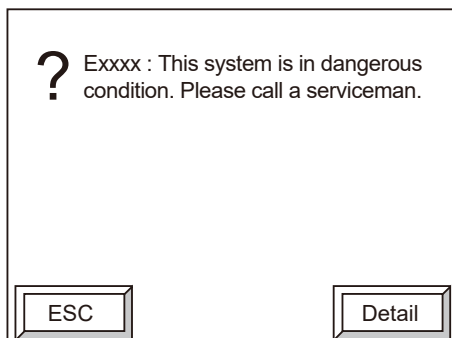 ? Exxxx : This system is in dangerous
condition. Please call a serviceman.
ESC Detail